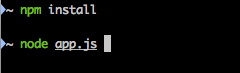 ~ npm install
~ node app.js